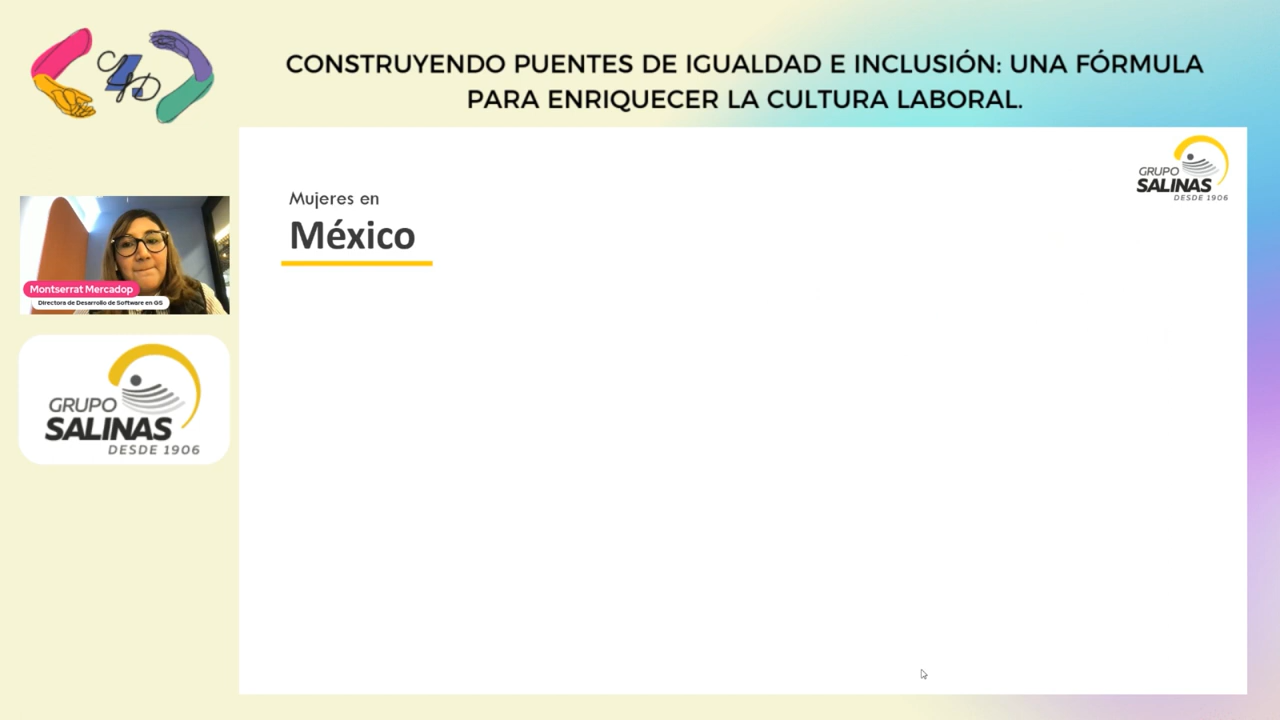 CONSTRUYENDO PUENTES DE IGUALDAD E INCLUSIÓN: UNA FÓRMULA
PARA ENRIQUECER LA CULTURA LABORAL.
4D
GRUPO
SALINAS
DESDE 1906
Mujeres en
México
Montserrat Mercadop
Directora de Desarrollo de Software en GS
GRUPO
SALINAS
DESDE 1906